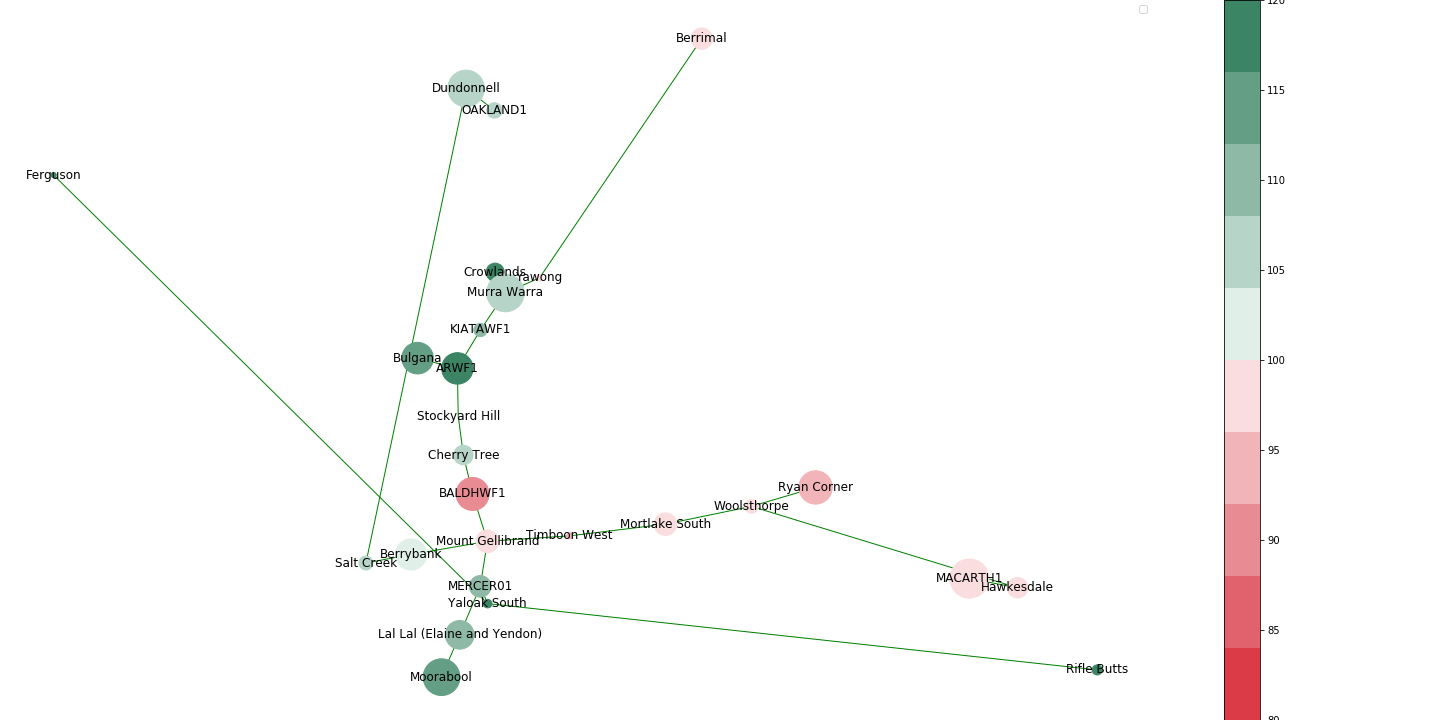 120
Berrimal
Dundonnell
115
OAKLAND1
Ferguson
110
Crowlands
Yawong
105
Murra Warra
KIATAWF1
Bulgana
100
ARWF1
Stockyard Hill
Cherry Tree
95
Ryan Corner
BALDHWF1
Woolsthorpe
Mortlake South
Timboon West
Mount Gellibrand
90
Berrybank
Salt Creek
MACARTH1
Hawkesdale
MERCER01
Yaloak South
85
Lal Lal (Elaine and Yendon)
Rifle Butts
Moorabool
80